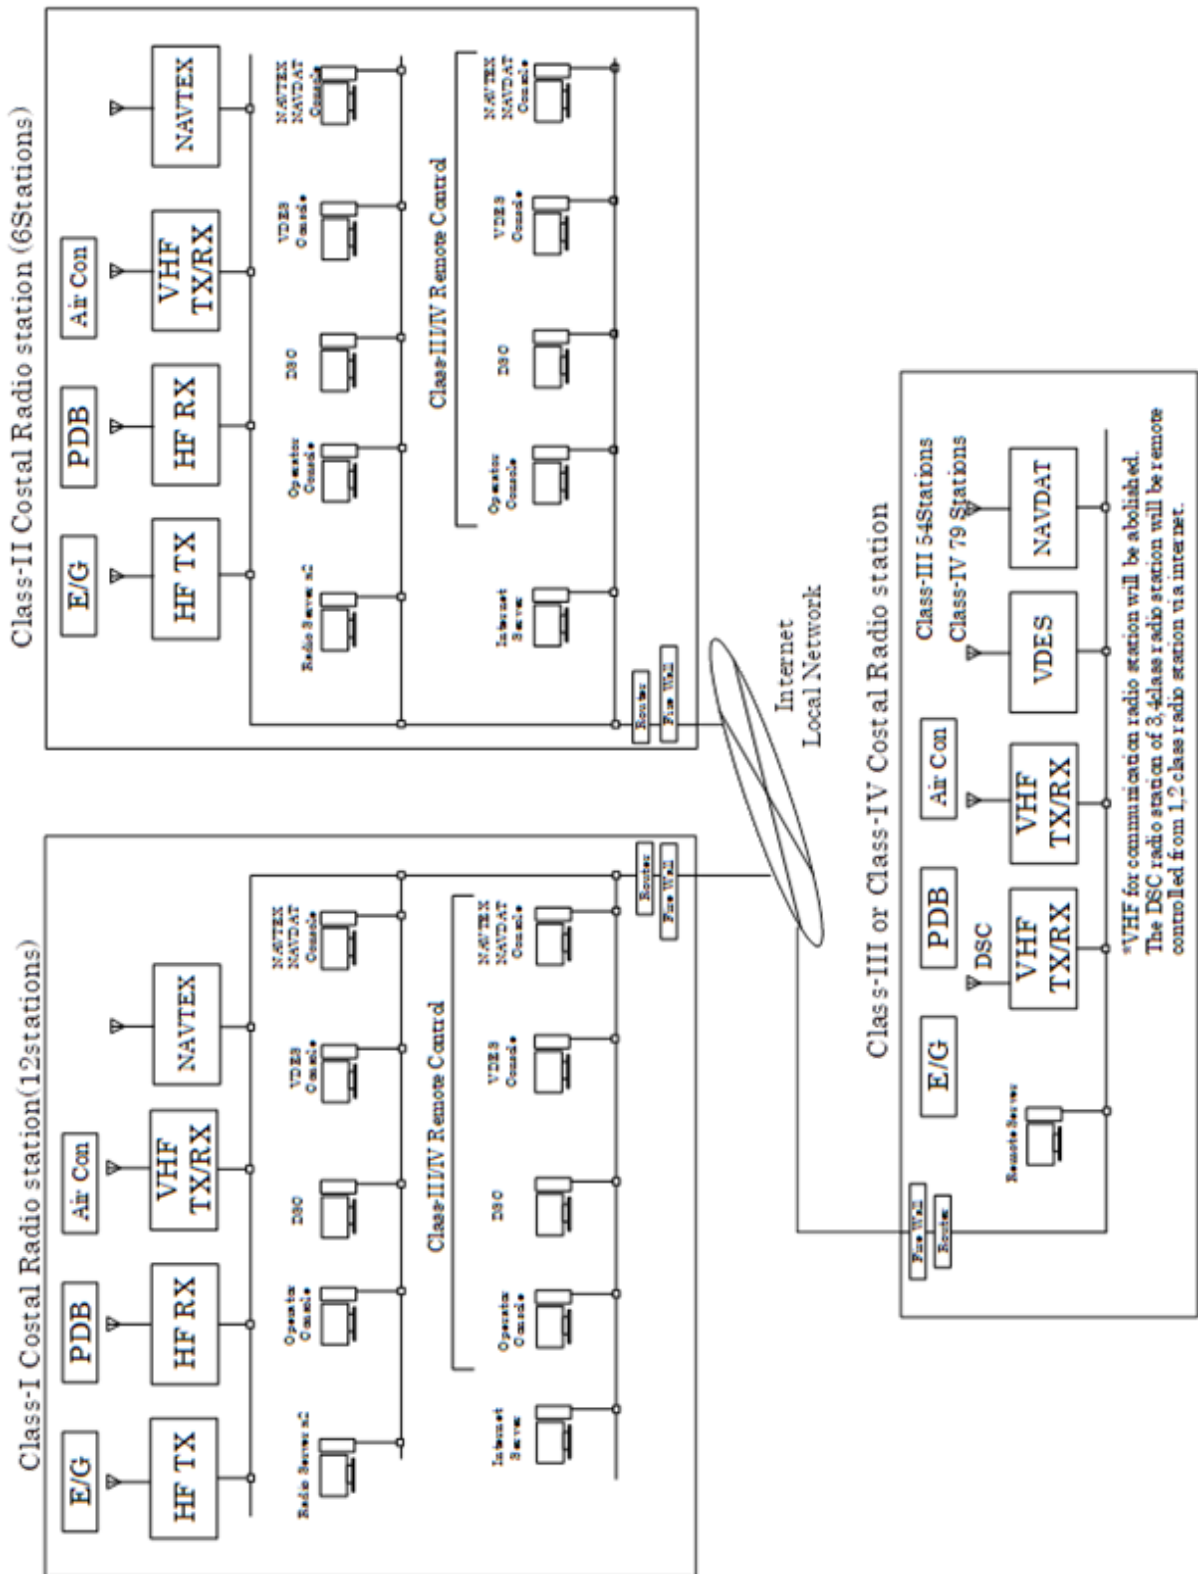 Class-I Costal Radio station(12stations)
E/G
PDB
Air Con
HF TX
HF RX
VHF
TX/RX
NAVTEX
Radio Server x2
Operator
Console
DSC
VDES
Console
NAVTEX
NAVDAT
Console
Class-III/IV Remote Control
Internet
Server
Operator
Console
DSC
VDES
Console
NAVTEX
NAVDAT
Console
Router
Fire Wall
Class-II Costal Radio station (6Stations)
E/G
PDB
Air Con
HF TX
HF RX
VHF
TX/RX
NAVTEX
Radio Server x2
Operator
Console
DSC
VDES
Console
NAVTEX
NAVDAT
Console
Class-III/IV Remote Control
Internet
Server
Operator
Console
DSC
VDES
Console
NAVTEX
NAVDAT
Console
Router
Fire Wall
Internet
Local Network
Class-III or Class-IV Costal Radio station
Fire Wall
Router
E/G
PDB
Air Con
Class-III 54Stations
Class-IV 79 Stations
DSC
Remote Server
VHF
TX/RX
VHF
TX/RX
VDES
NAVDAT
*VHF for communication radio station will be abolished.
The DSC radio station of 3,4class radio station will be remote
controlled from 1,2 class radio station via internet.